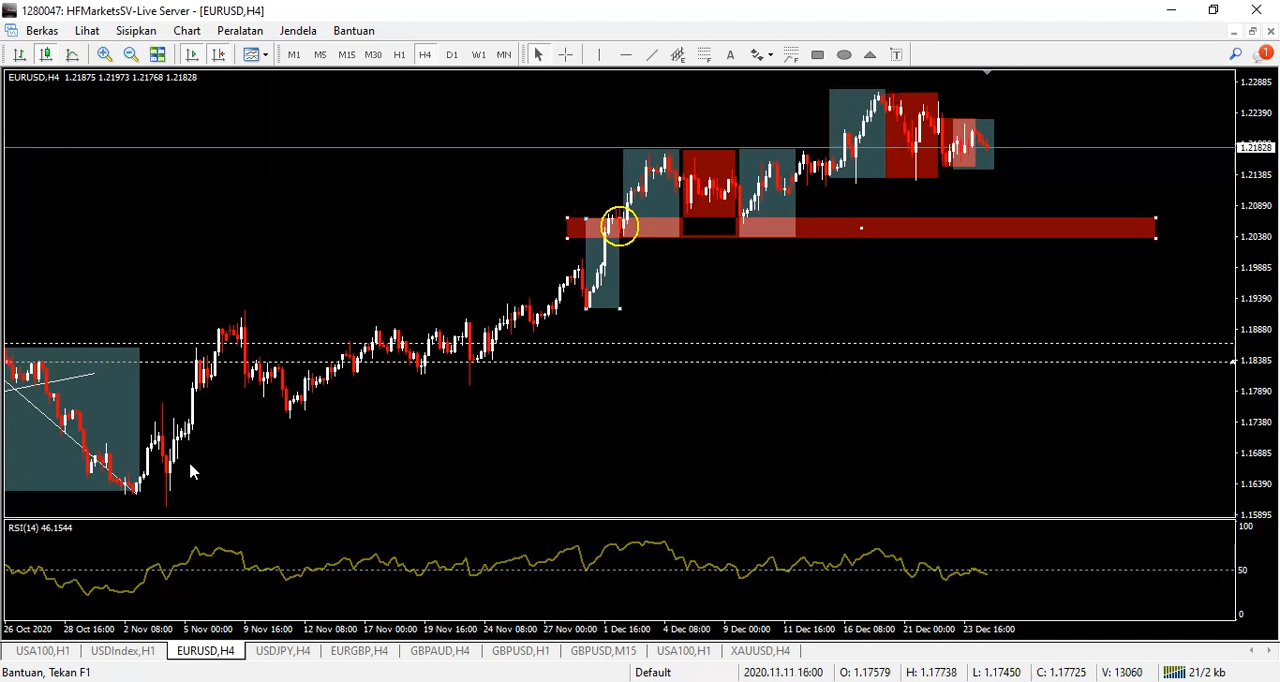 1280047: HFMarketsSV-Live Server - [EURUSD,H4]
Berkas Lihat Sisipkan Chart Peralatan Jendela Bantuan
M1 M5 M15 M30 H1 H4 D1 W1 MN A E F F T 1
EURUSD,H4 1.21875 1.21973 1.21768 1.21828
1.22885
1.22390
1.21828
1.21385
1.20890
1.20380
1.19885
1.19390
1.18880
1.18385
1.17890
1.17380
1.16885
1.16390
1.15895
RSI(14) 46.1544
100
50
0
26 Oct 2020 28 Oct 16:00 2 Nov 08:00 5 Nov 00:00 9 Nov 16:00 12 Nov 08:00 17 Nov 00:00 19 Nov 16:00 24 Nov 08:00 27 Nov 00:00 1 Dec 16:00 4 Dec 08:00 9 Dec 00:00 11 Dec 16:00 16 Dec 08:00 21 Dec 00:00 23 Dec 16:00
USA100,H1 USDIndex,H1 EURUSD,H4 USDJPY,H4 EURGBP,H4 GBPAUD,H4 GBPUSD,H1 GBPUSD,M15 USA100,H1 XAUUSD,H4
Bantuan, Tekan F1 Default 2020.11.11 16:00 O: 1.17579 H: 1.17738 L: 1.17450 C: 1.17725 V: 13060 21/2 kb